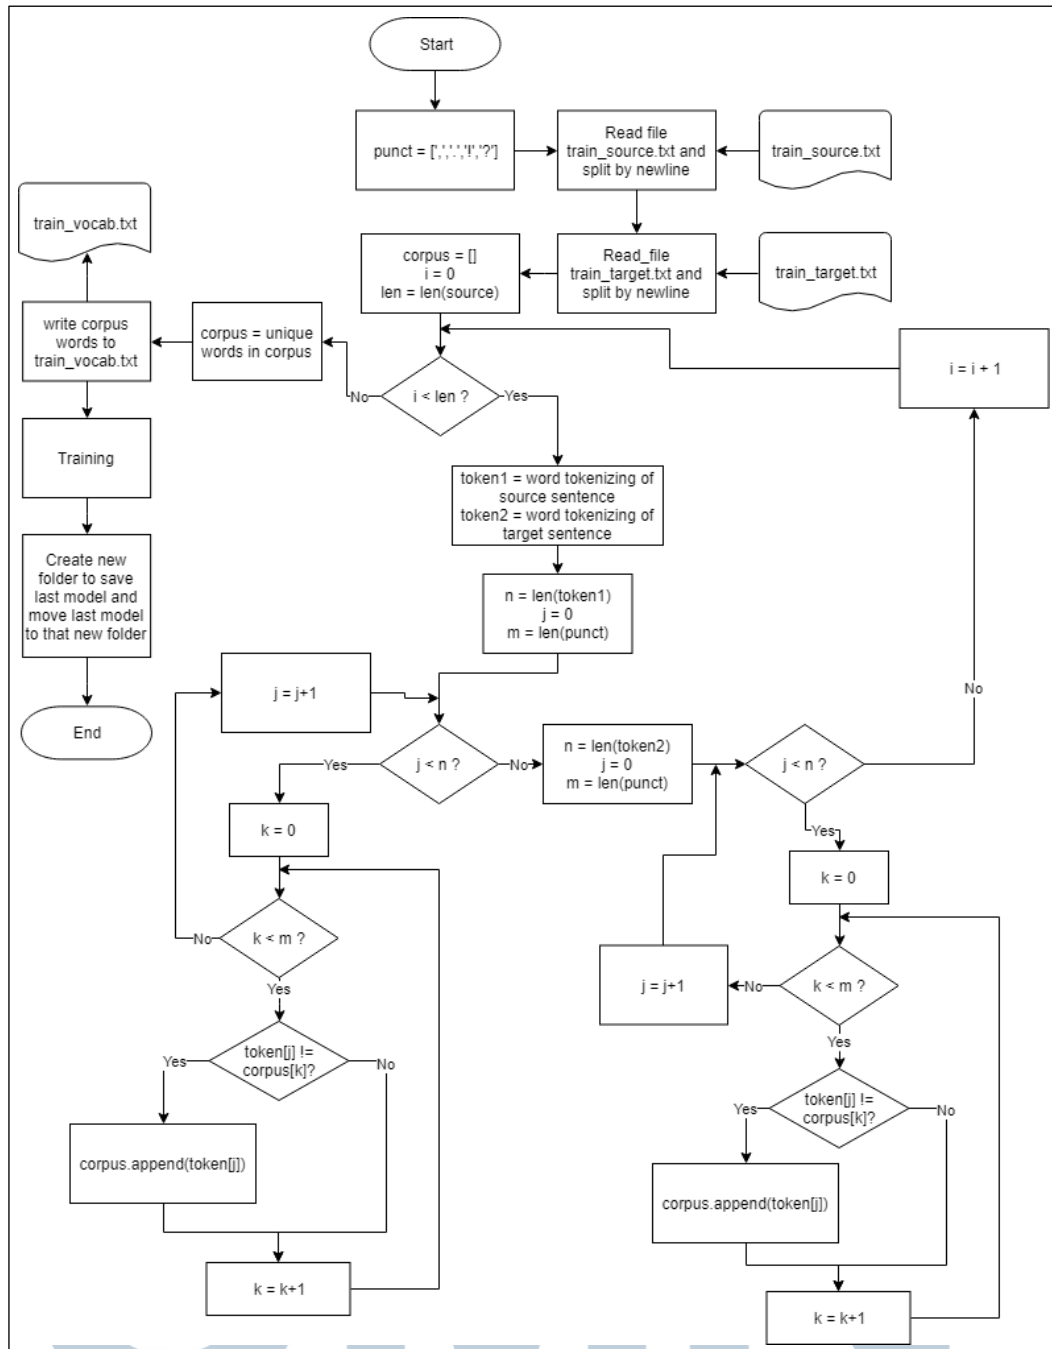 Start
punct = [',','.','!','?']
Read file
train_source.txt and
split by newline
train_source.txt
train_vocab.txt
corpus = []
i = 0
len = len(source)
Read_file
train_target.txt and
split by newline
train_target.txt
write corpus
words to
train_vocab.txt
corpus = unique
words in corpus
i = i + 1
No
i < len ?
Yes
Training
token1 = word tokenizing of
source sentence
token2 = word tokenizing of
target sentence
Create new
folder to save
last model and
move last model
to that new folder
n = len(token1)
j = 0
m = len(punct)
End
j = j+1
No
Yes
j < n ?
No
n = len(token2)
j = 0
m = len(punct)
j < n ?
Yes
k = 0
k = 0
No
k < m ?
Yes
j = j+1
No
k < m ?
Yes
Yes
token[j] !=
corpus[k]?
No
Yes
token[j] !=
corpus[k]?
No
corpus.append(token[j])
corpus.append(token[j])
k = k+1
k = k+1